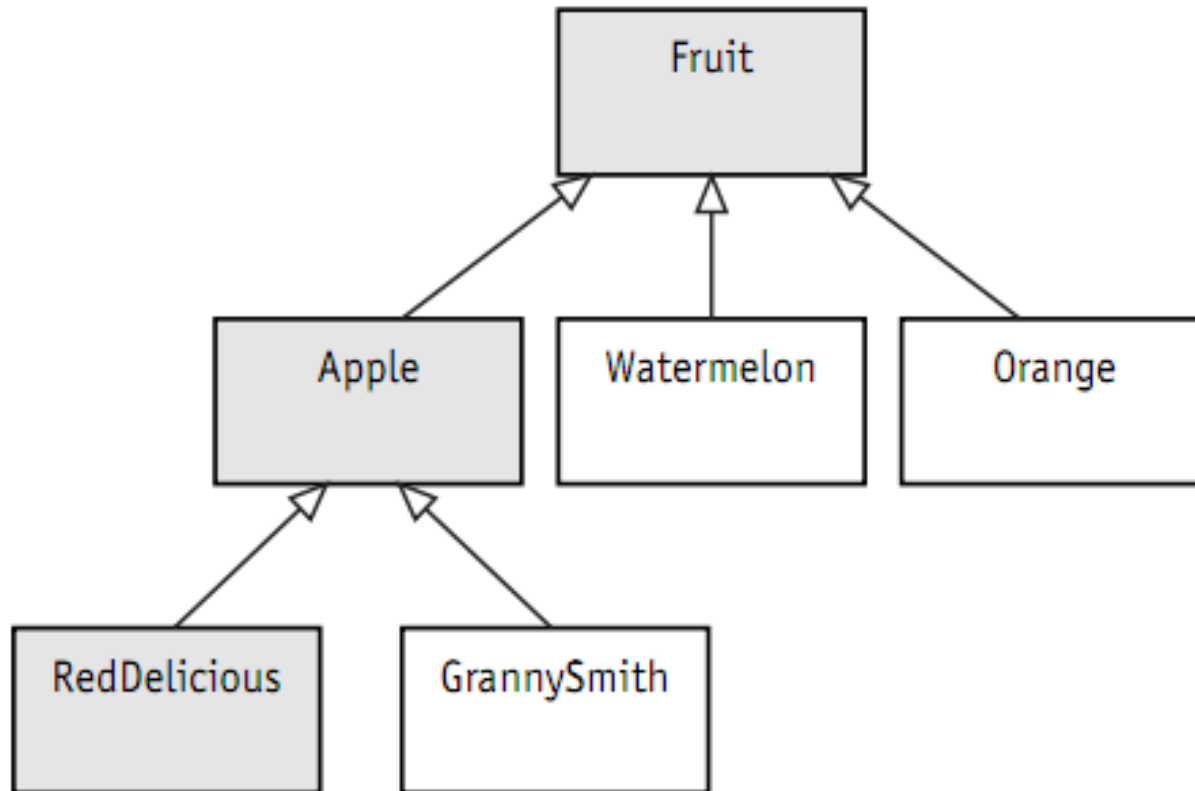 Fruit
Apple
Watermelon
Orange
RedDelicious
GrannySmith